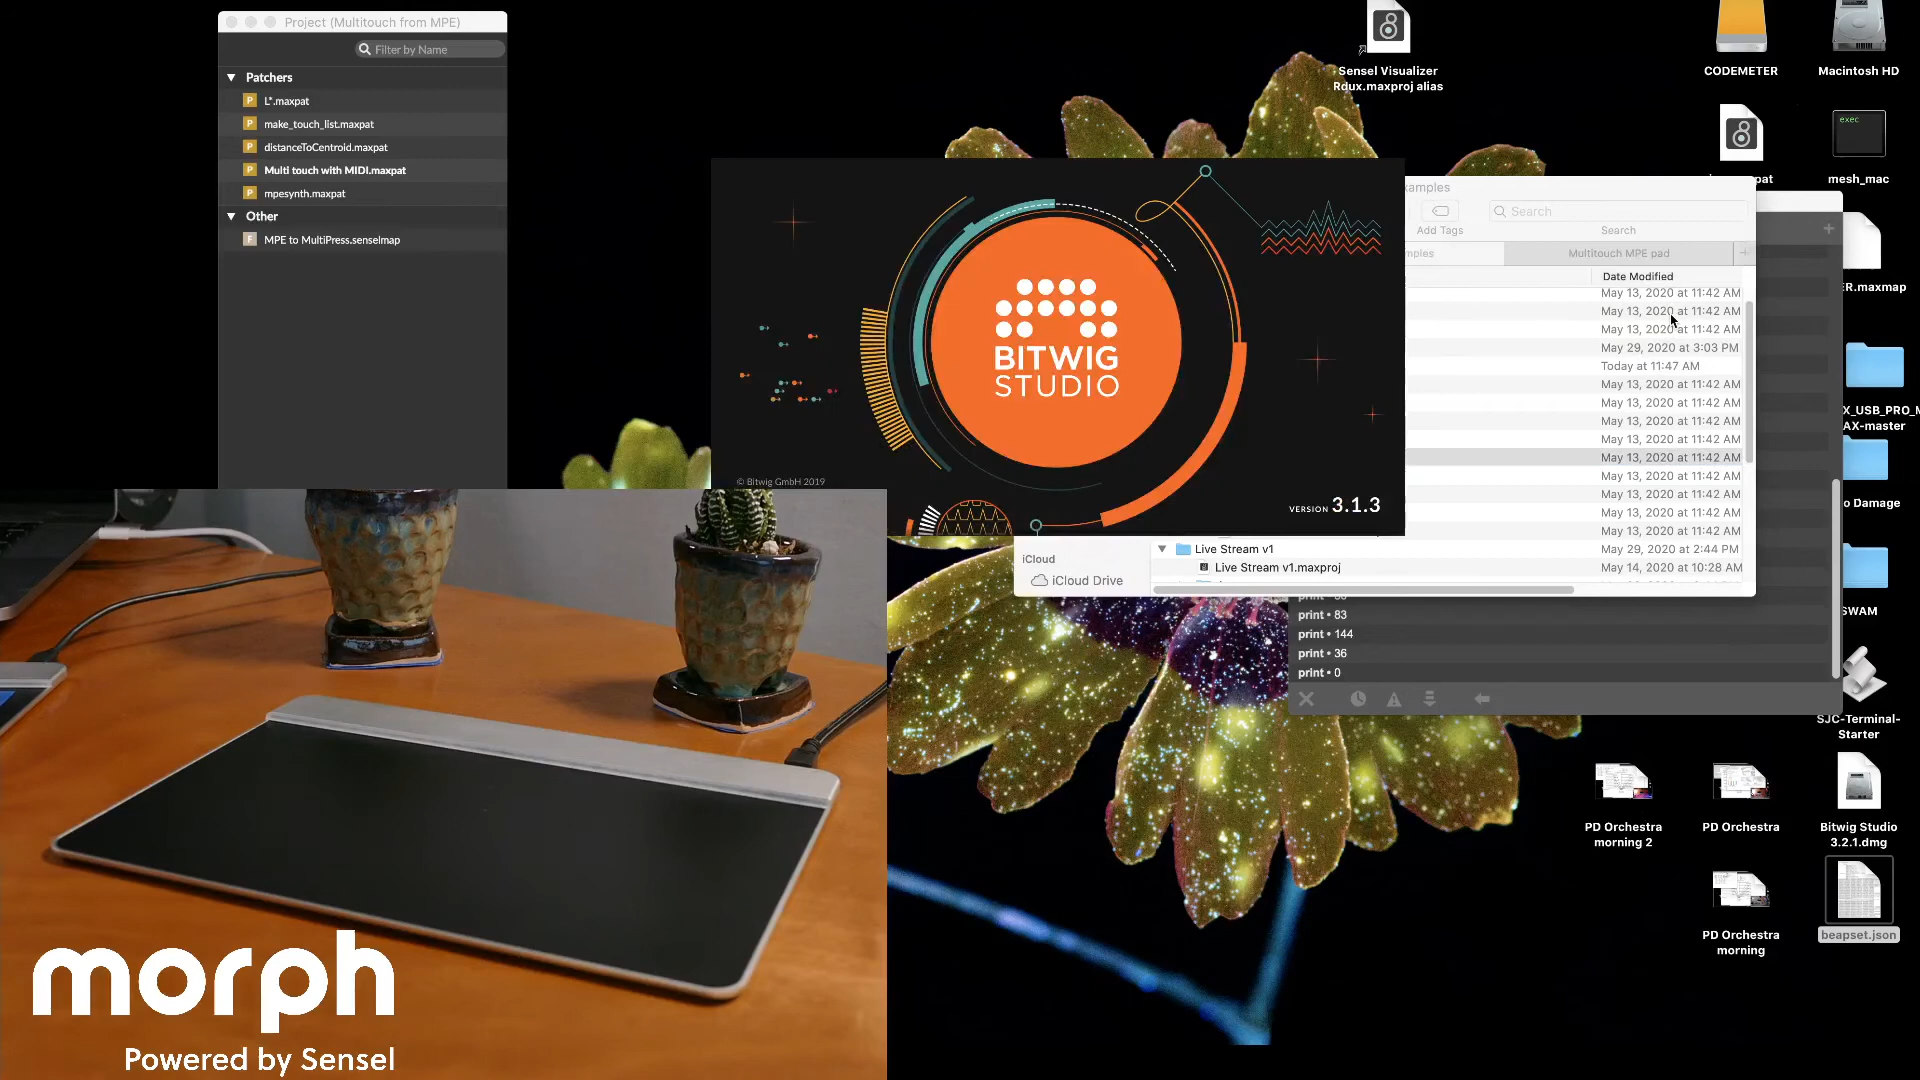 Project (Multitouch from MPE)
Filter by Name
Patchers
L*.maxpat
make_touch_list.maxpat
distanceToCentroid.maxpat
Multi touch with MIDI.maxpat
mpesynth.maxpat
Other
MPE to MultiPress.senselmap
Sensel Visualizer
Rdux.maxproj alias
CODEMETER
Macintosh HD
exec
mesh_mac
BITWIG
STUDIO
© Bitwig GmbH 2019
VERSION 3.1.3
Search
Add Tags
Search
Multitouch MPE pad
Date Modified
May 13, 2020 at 11:42 AM
May 13, 2020 at 11:42 AM
May 13, 2020 at 11:42 AM
May 29, 2020 at 3:03 PM
Today at 11:47 AM
May 13, 2020 at 11:42 AM
May 13, 2020 at 11:42 AM
May 13, 2020 at 11:42 AM
May 13, 2020 at 11:42 AM
May 13, 2020 at 11:42 AM
May 13, 2020 at 11:42 AM
May 13, 2020 at 11:42 AM
May 13, 2020 at 11:42 AM
May 13, 2020 at 11:42 AM
Live Stream v1
May 29, 2020 at 2:44 PM
Live Stream v1.maxproj
May 14, 2020 at 10:28 AM
iCloud
iCloud Drive
print • 83
print • 144
print • 36
print • 0
ER.maxmap
X_USB_PRO_M
AX-master
o Damage
SWAM
SJC-Terminal-
Starter
PD Orchestra
morning 2
PD Orchestra
Bitwig Studio
3.2.1.dmg
PD Orchestra
morning
beapset.json
morph
Powered by Sensel